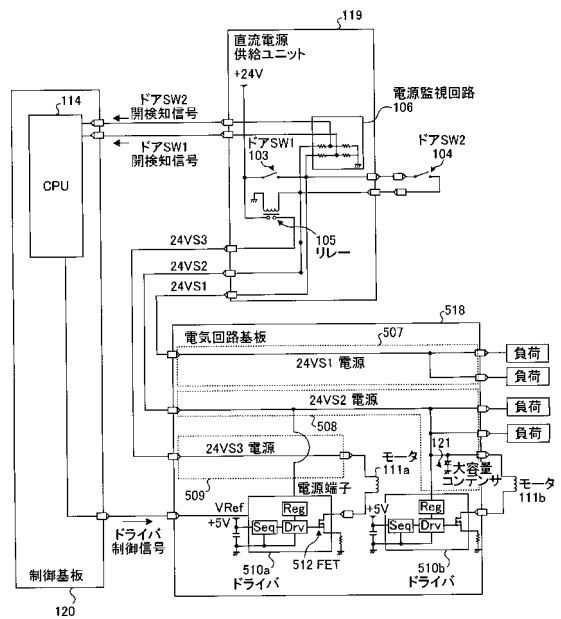 119
直流電源
供給ユニット
+24V
114
CPU
ドアSW2
開検知信号
ドアSW1
開検知信号
電源監視回路
106
ドアSW1
103
ドアSW2
104
105
リレー
24VS3
24VS2
24VS1
518
電気回路基板
507
24VS1 電源
負荷
負荷
24VS2 電源
負荷
508
負荷
24VS3 電源
121
大容量
コンデンサ
モータ
111a
モータ
111b
509
電源端子
VRef
+5V
Reg
Seq
Drv
+5V
Reg
Seq
Drv
ドライバ
制御信号
512 FET
510a
ドライバ
510b
ドライバ
制御基板
120